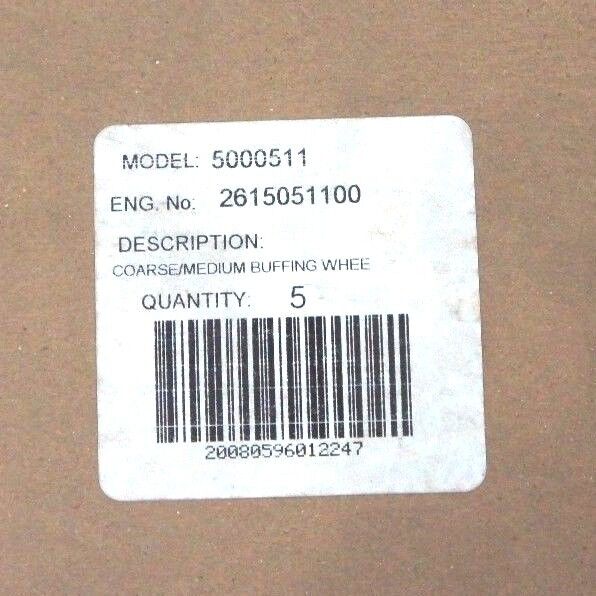 MODEL: 5000511
ENG. No: 2615051100
DESCRIPTION:
COARSE/MEDIUM BUFFING WHEE
QUANTITY: 5
20080596012247